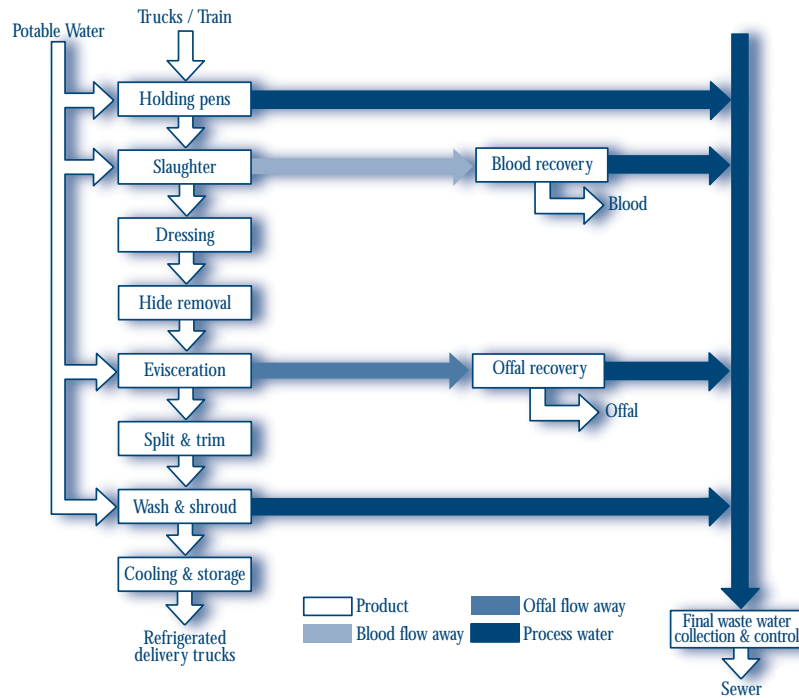 Trucks / Train
Potable Water
Holding pens
Slaughter
Blood recovery
Blood
Dressing
Hide removal
Evisceration
Offal recovery
Offal
Split & trim
Wash & shroud
Cooling & storage
Product
Offal flow away
Blood flow away
Process water
Final waste water
collection & control
Refrigerated
delivery trucks
Sewer